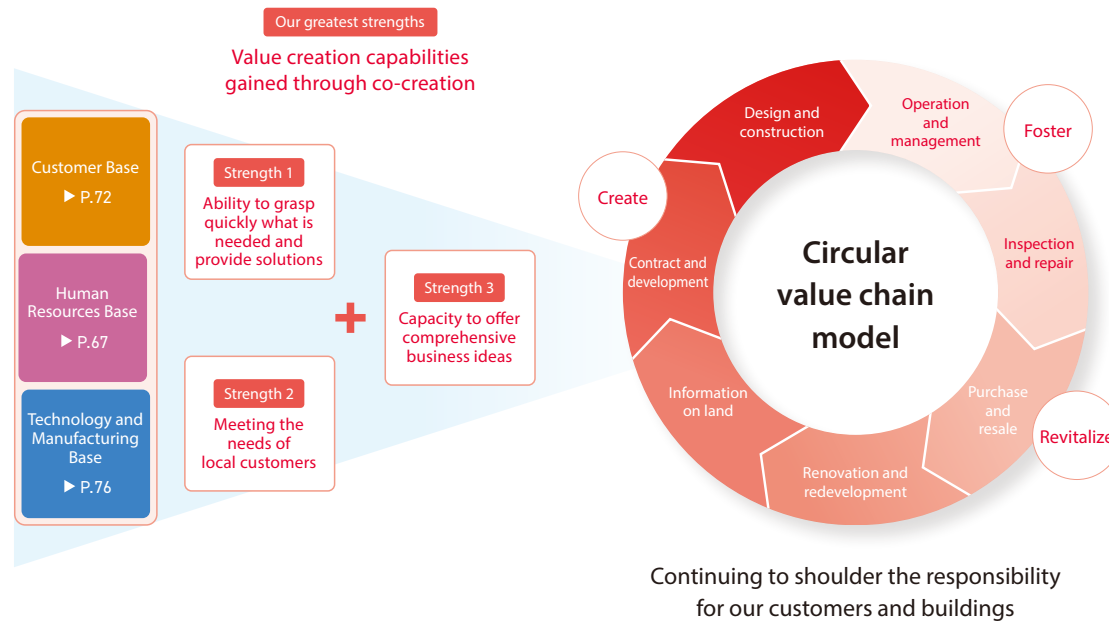 Our greatest strengths
Value creation capabilities
gained through co-creation
Customer Base
▶ P.72
Human
Resources Base
▶ P.67
Technology and
Manufacturing
Base
▶ P.76
Strength 1
Ability to grasp
quickly what is
needed and
provide solutions
Strength 2
Meeting the
needs of
local customers
+
Strength 3
Capacity to offer
comprehensive
business ideas
Circular
value chain
model
Create
Design and
construction
Operation
and
management
Foster
Inspection
and repair
Purchase
and
resale
Revitalize
Renovation and
redevelopment
Information
on land
Contract and
development
Continuing to shoulder the responsibility
for our customers and buildings